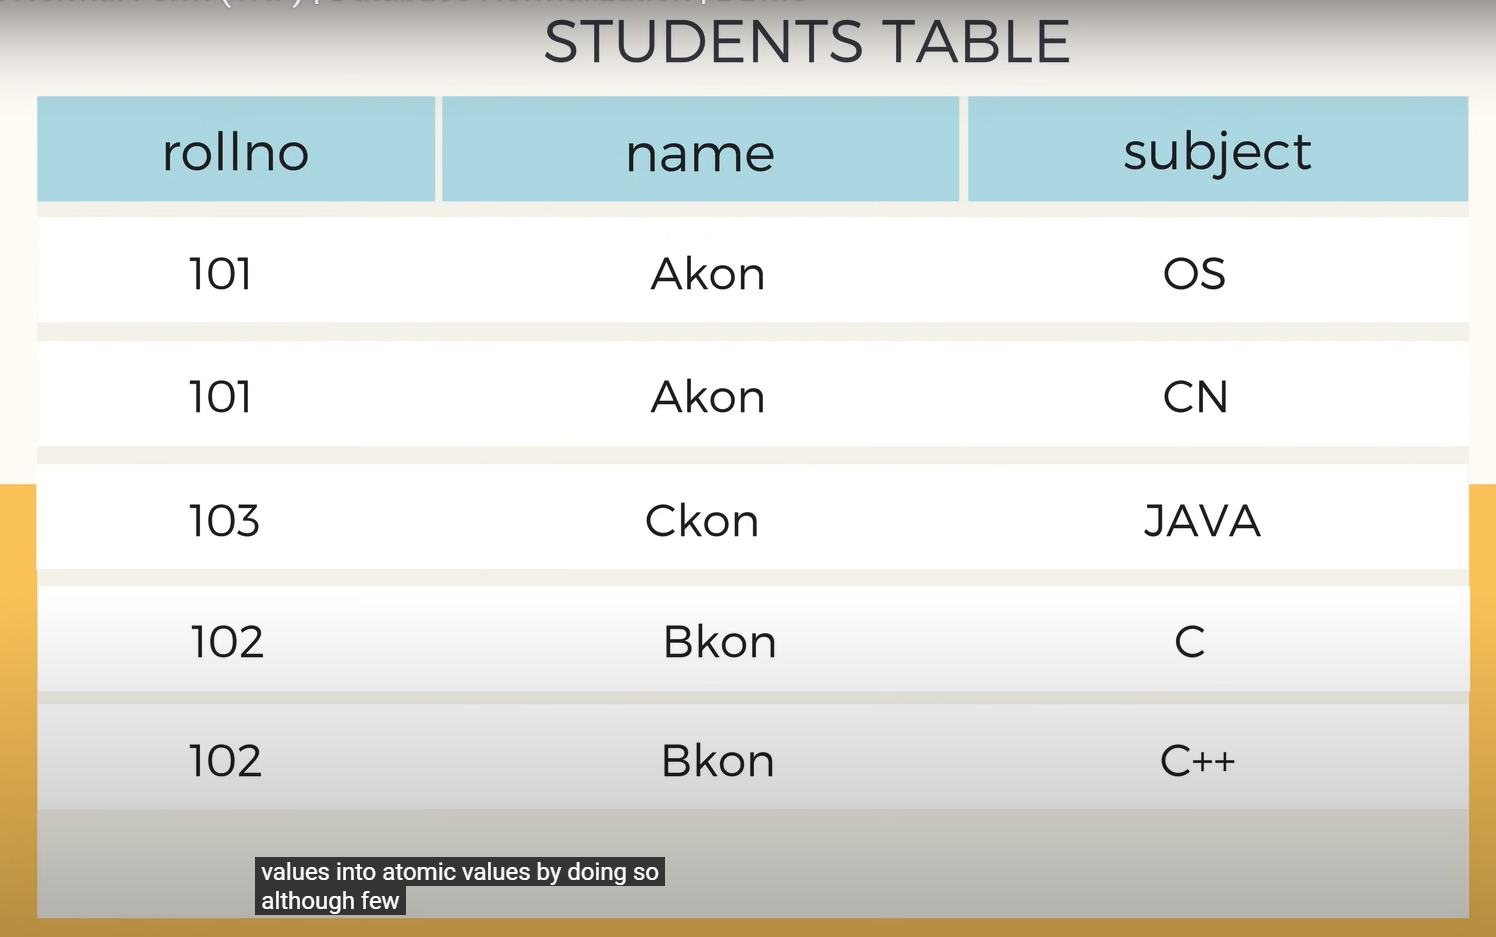 STUDENTS TABLE
rollno name subject
101 Akon OS
101 Akon CN
103 Ckon JAVA
102 Bkon C
102 Bkon C++
values into atomic values by doing so
although few